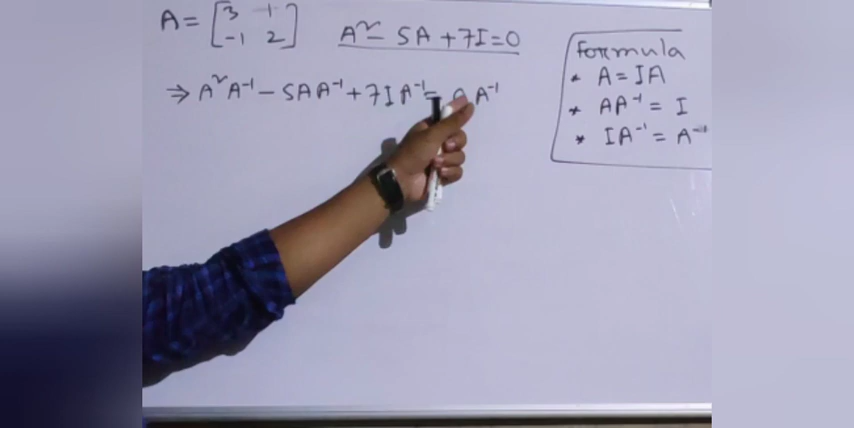 A = [3 1
-1 2]
A² - 5A + 7I = 0
⇒ A²A⁻¹ - 5AA⁻¹ + 7IA⁻¹ = 0A⁻¹
Formula
* A = IA
* AA⁻¹ = I
* IA⁻¹ = A⁻¹